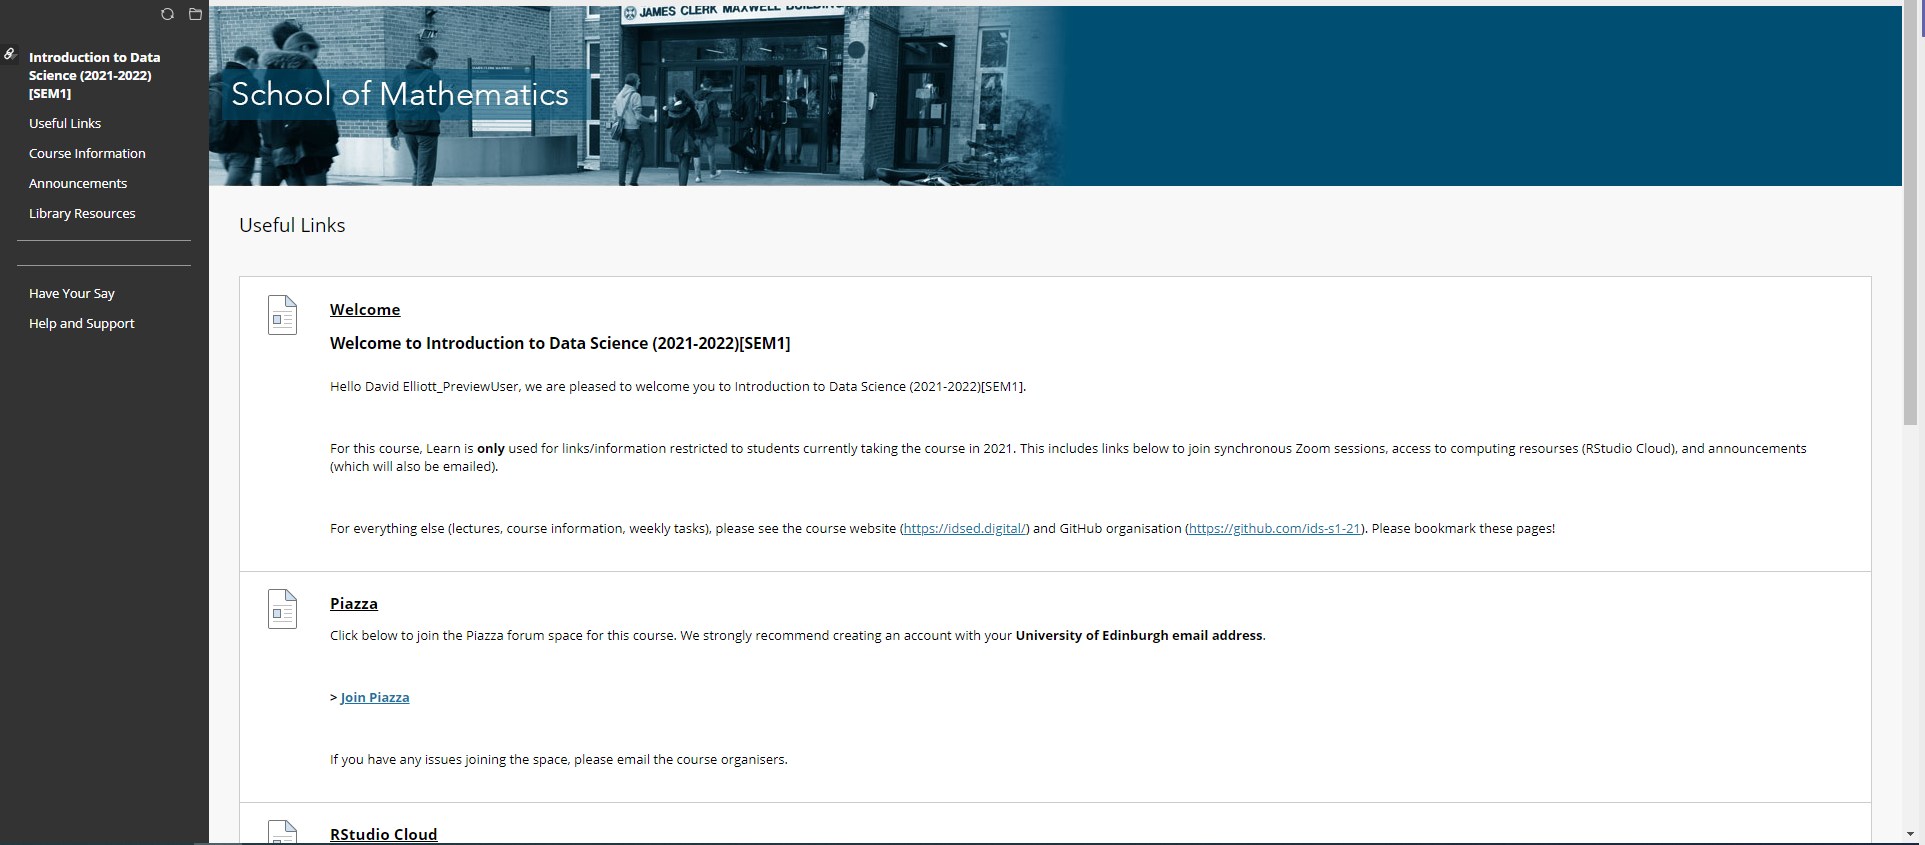 Introduction to Data
Science (2021-2022)
[SEM1]
Useful Links
Course Information
Announcements
Library Resources
Have Your Say
Help and Support
JAMES CLERK MAXWELL BUILDING
School of Mathematics
Useful Links
Welcome
Welcome to Introduction to Data Science (2021-2022)[SEM1]
Hello David Elliott_PreviewUser, we are pleased to welcome you to Introduction to Data Science (2021-2022)[SEM1].
For this course, Learn is only used for links/information restricted to students currently taking the course in 2021. This includes links below to join synchronous Zoom sessions, access to computing resourses (RStudio Cloud), and announcements
(which will also be emailed).
For everything else (lectures, course information, weekly tasks), please see the course website (https://idsed.digital/) and GitHub organisation (https://github.com/ids-s1-21). Please bookmark these pages!
Piazza
Click below to join the Piazza forum space for this course. We strongly recommend creating an account with your University of Edinburgh email address.
> Join Piazza
If you have any issues joining the space, please email the course organisers.
RStudio Cloud